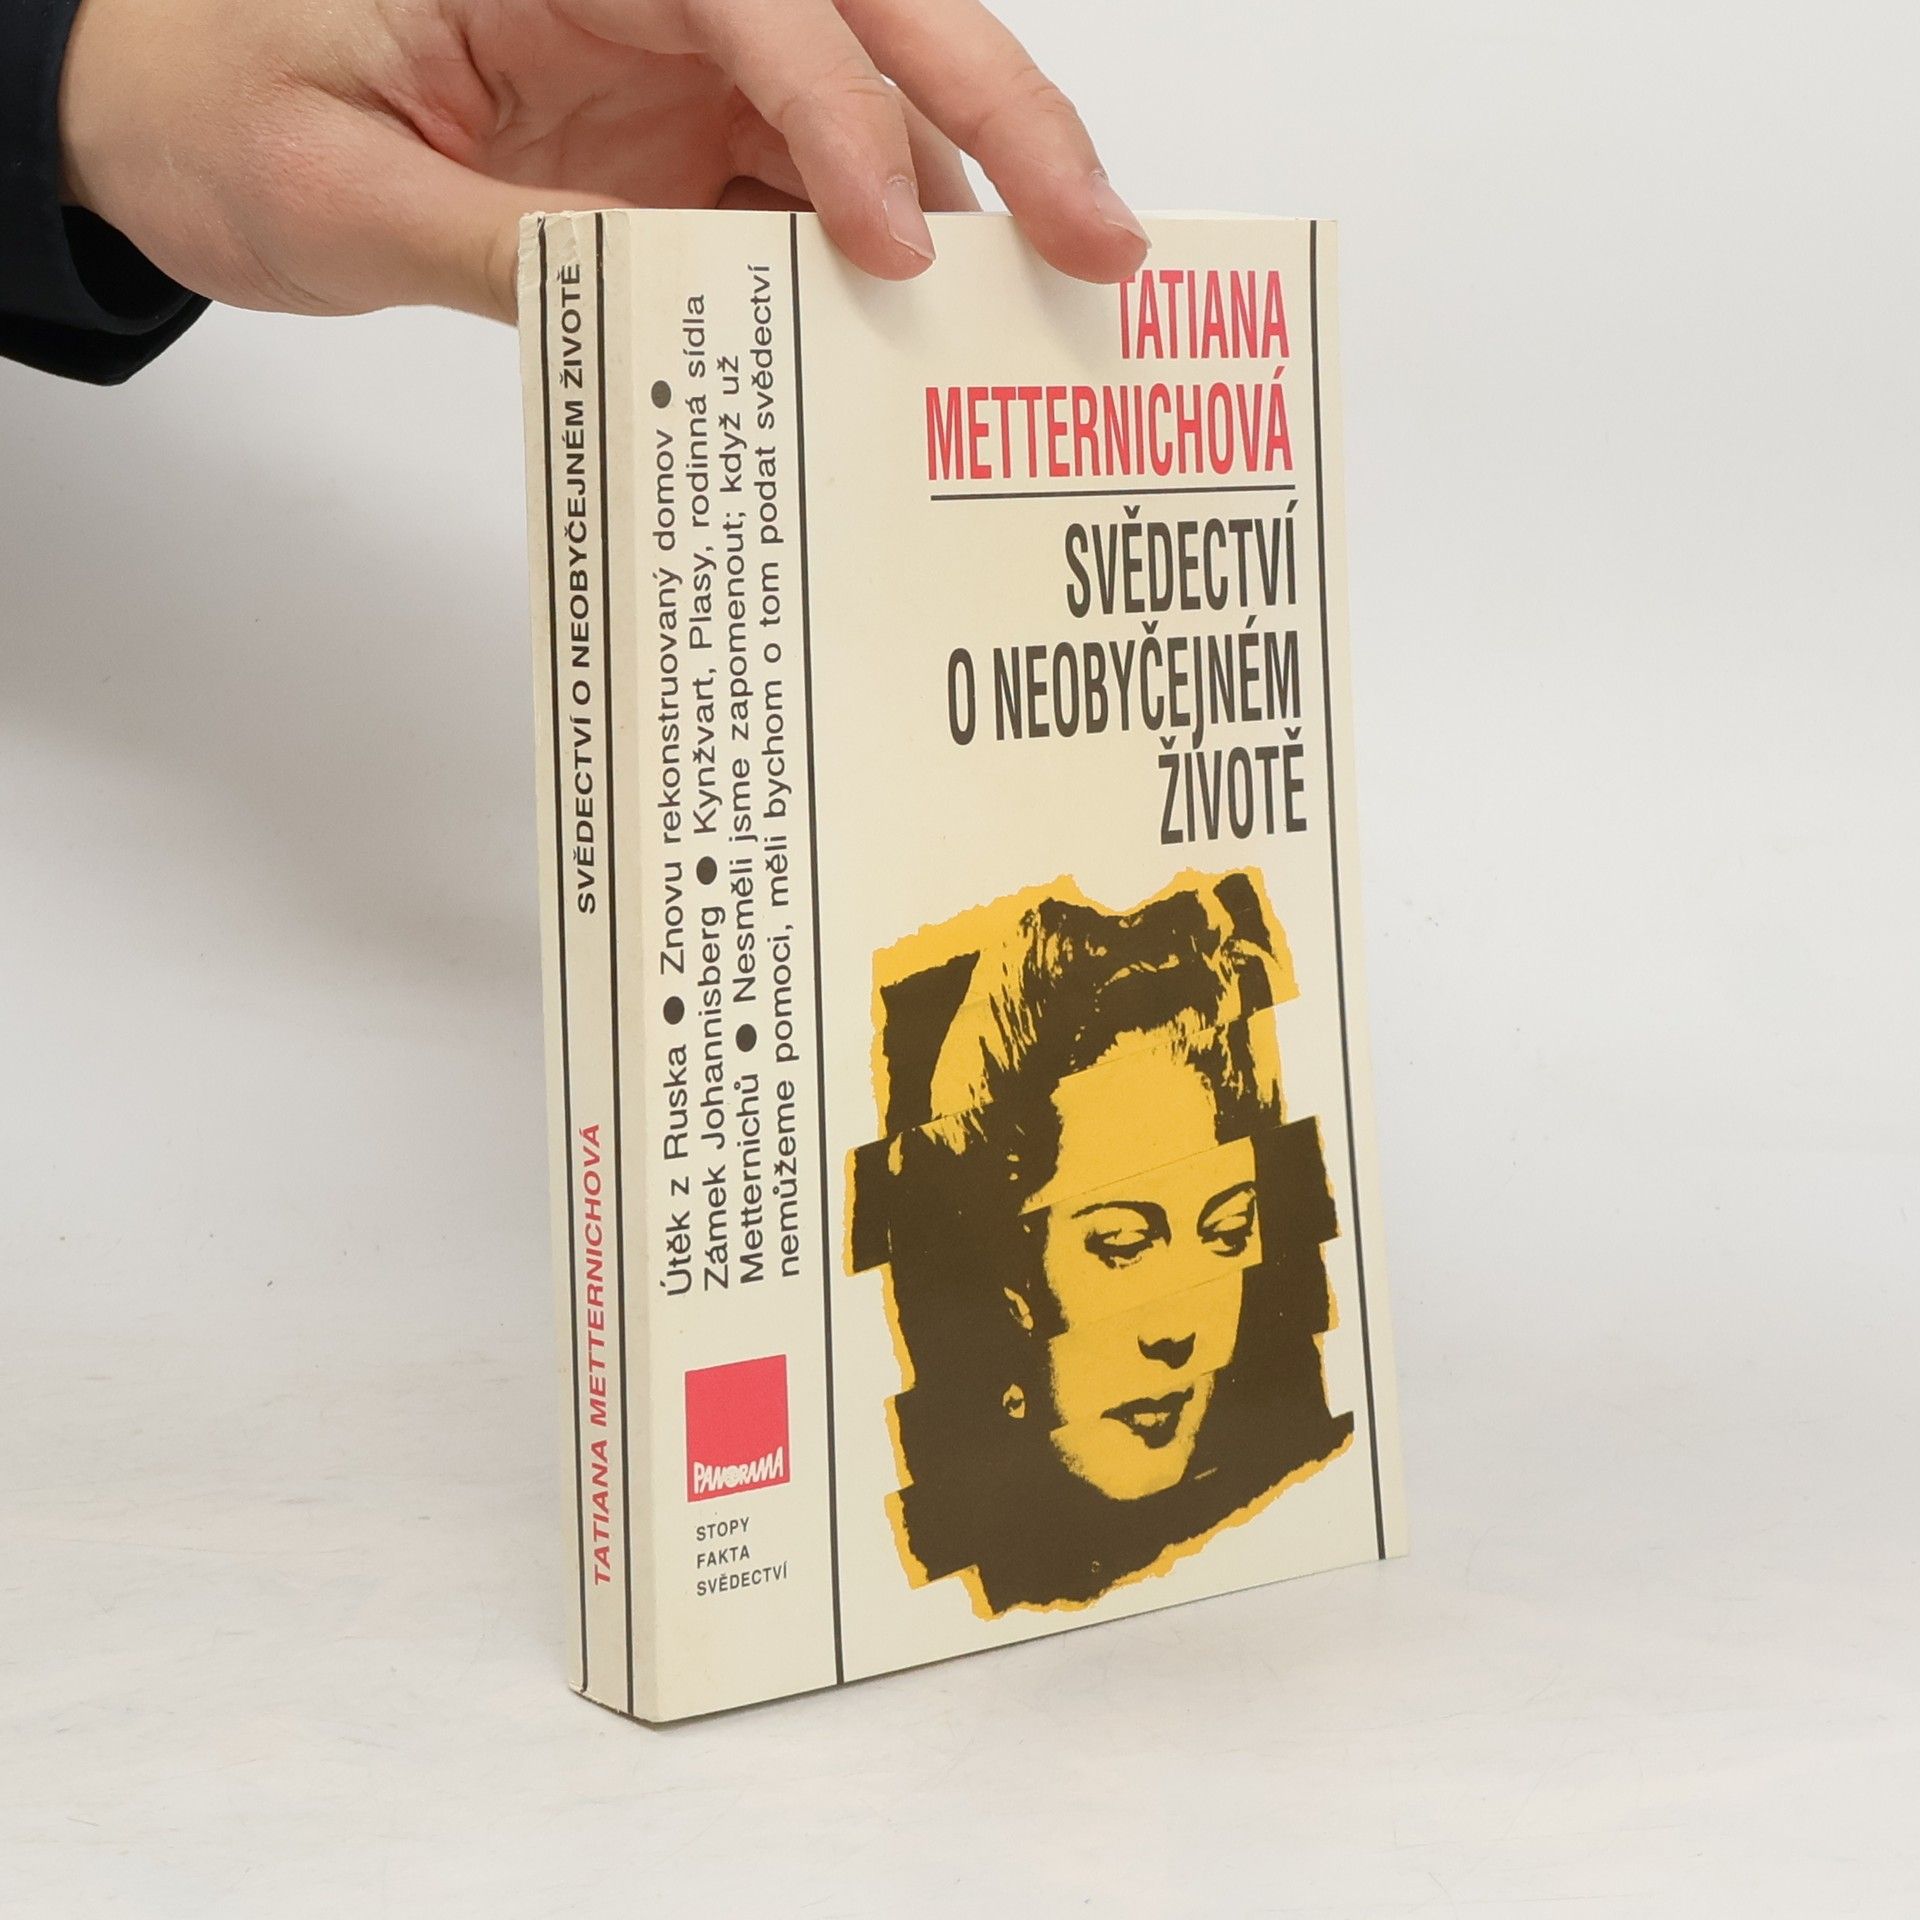 TATIANA
METTERNICHOVÁ
SVĚDECTVÍ
O NEOBYČEJNÉM
ŽIVOTĚ
Útěk z Ruska ● Znovu rekonstruovaný domov ●
Zámek Johannisberg ● Kynžvart, Plasy, rodinná sídla
Metternichů ● Nesměli jsme zapomenout; když už
nemůžeme pomoci, měli bychom o tom podat svědectví
PANORAMA
STOPY
FAKTA
SVĚDECTVÍ
TATIANA METTERNICHOVÁ SVĚDECTVÍ O NEOBYČEJNÉM ŽIVOTĚ